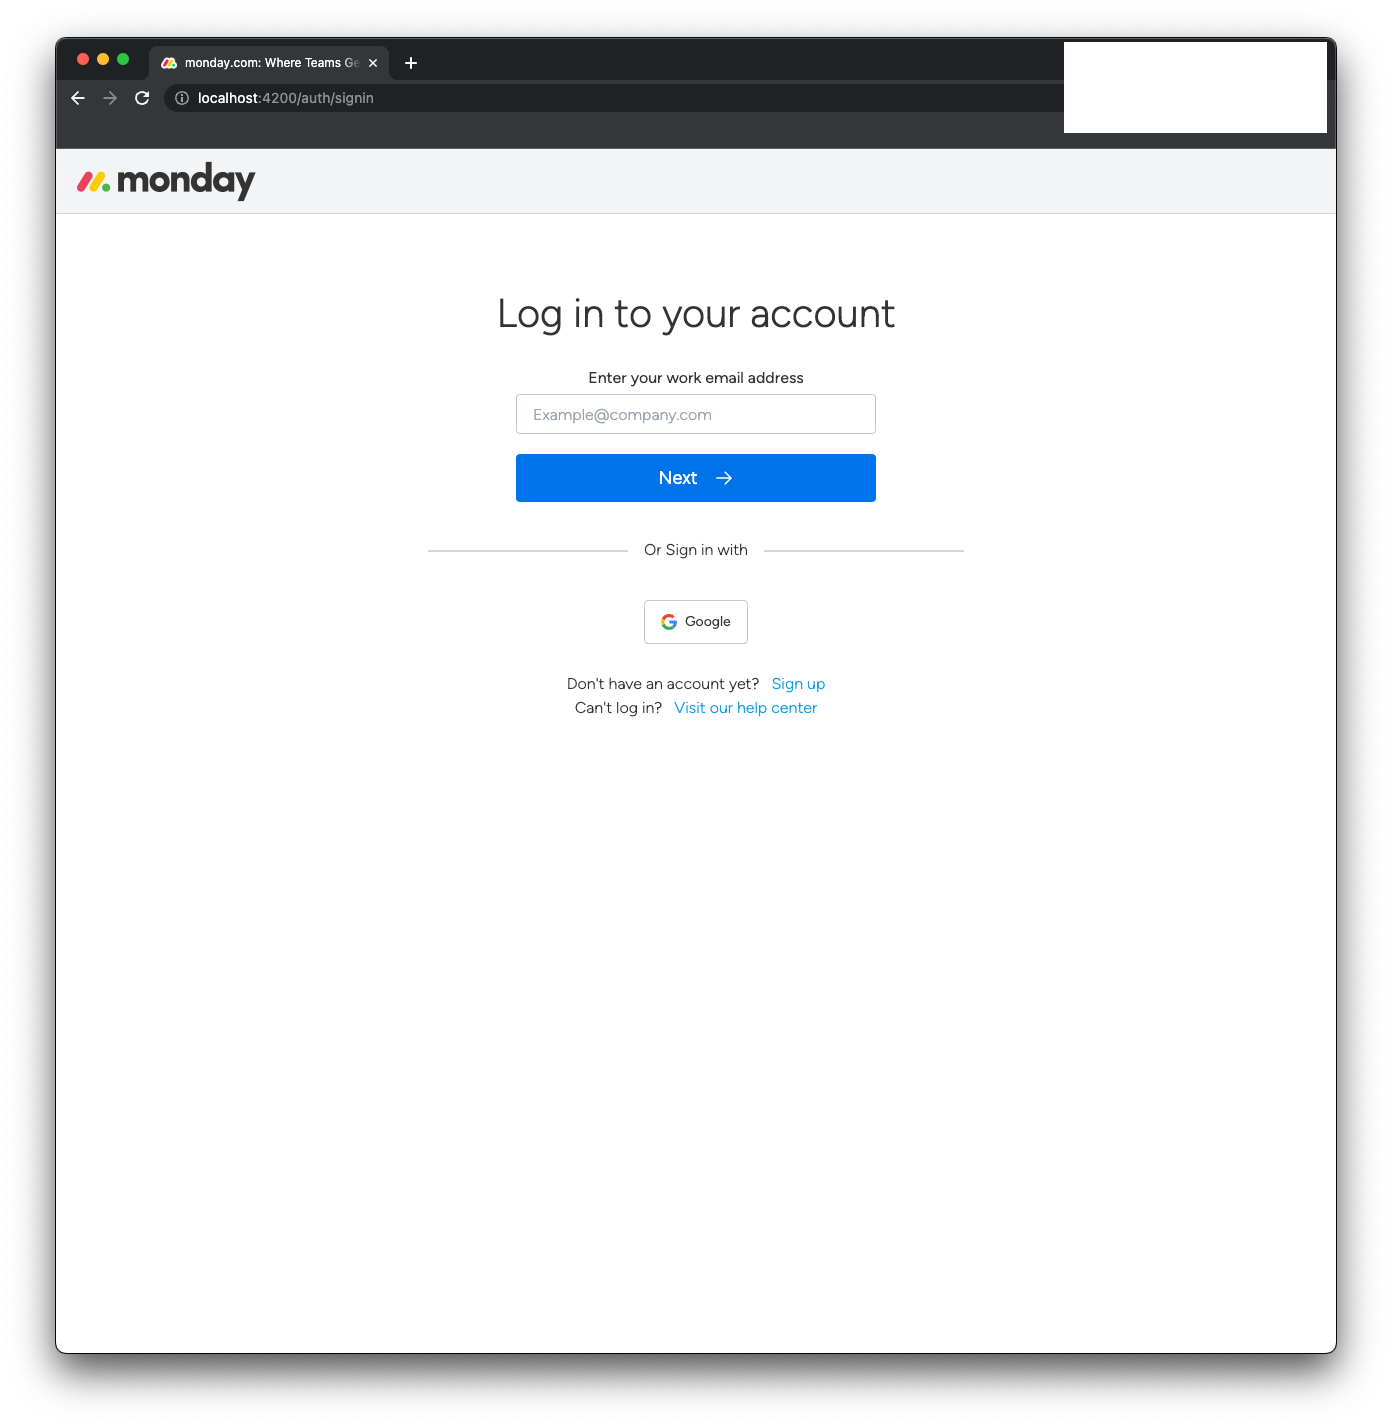 monday.com: Where Teams Ge
localhost:4200/auth/signin
monday
Log in to your account
Enter your work email address
Example@company.com
Next →
Or Sign in with
Google
Don't have an account yet? Sign up
Can't log in? Visit our help center